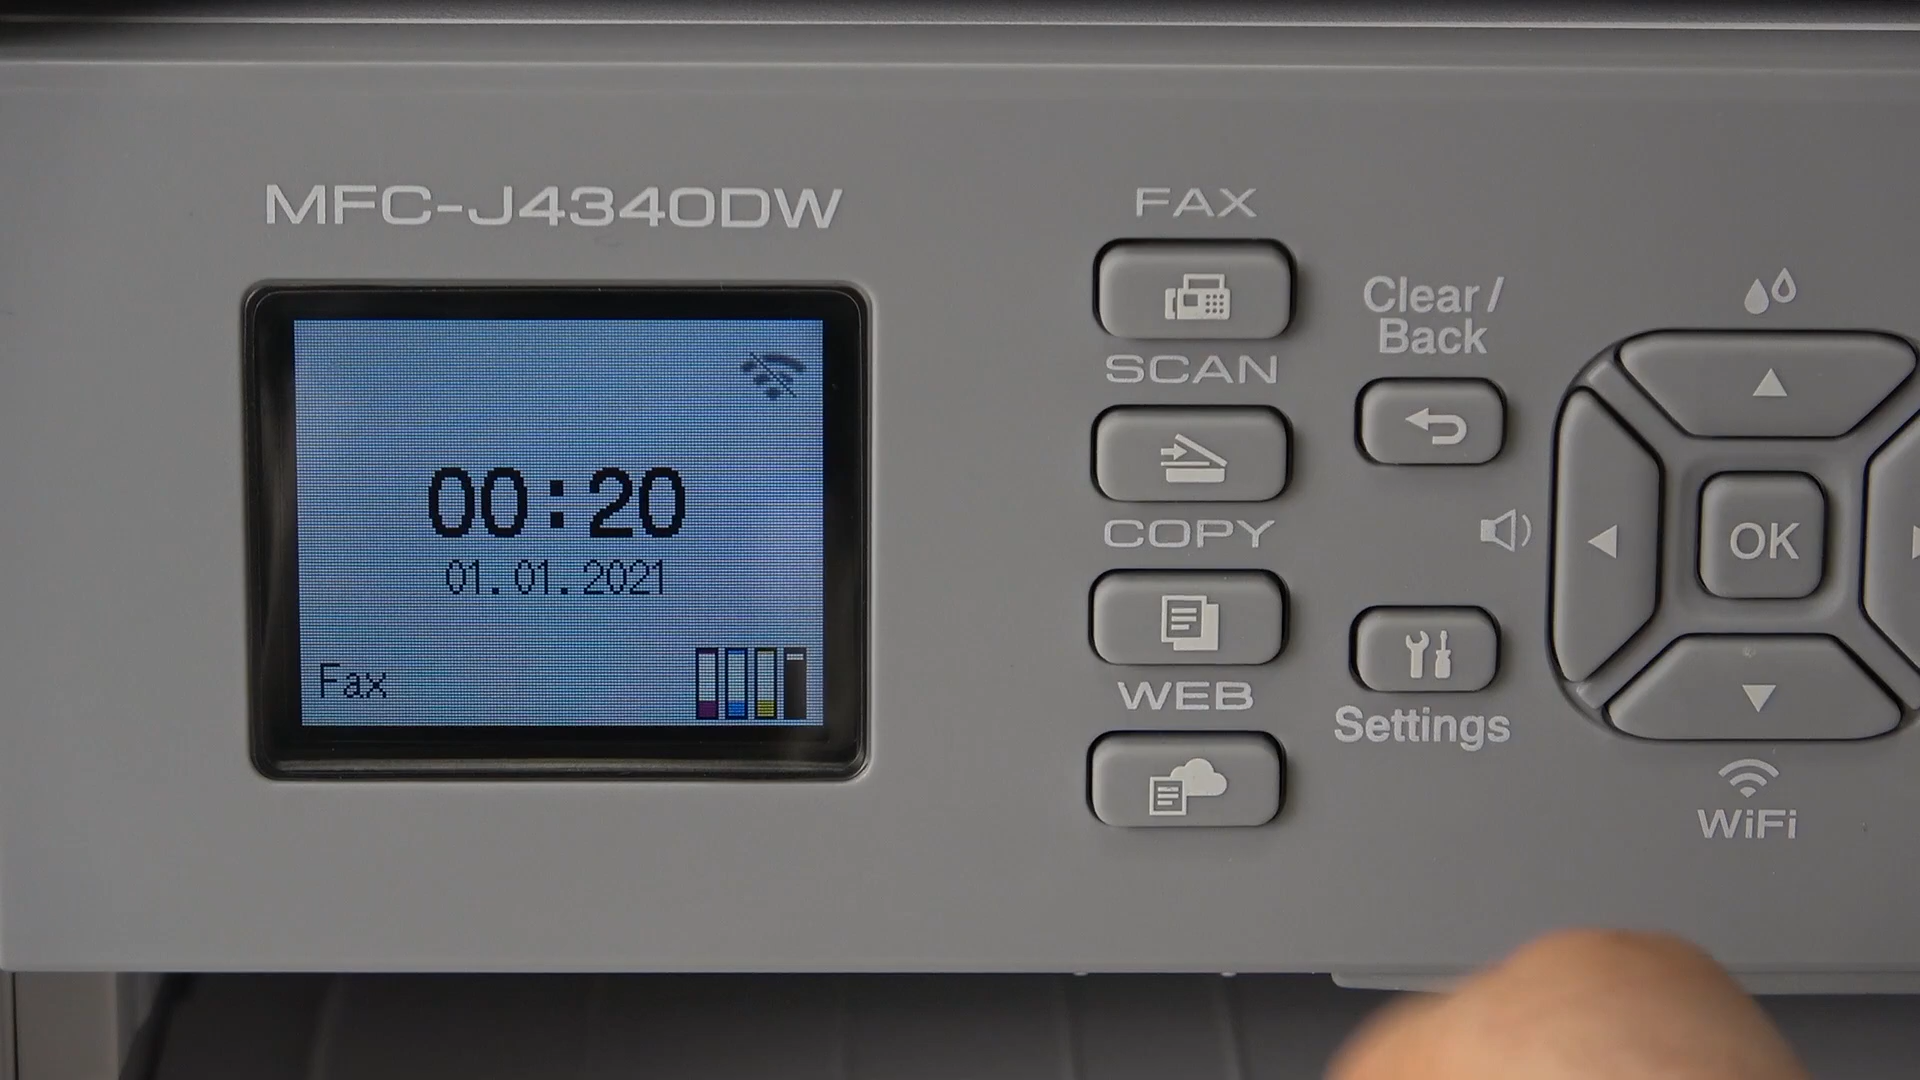 MFC-J4340DW
00:20
01.01.2021
Fax
FAX
SCAN
COPY
WEB
Clear/
Back
Settings
OK
WiFi